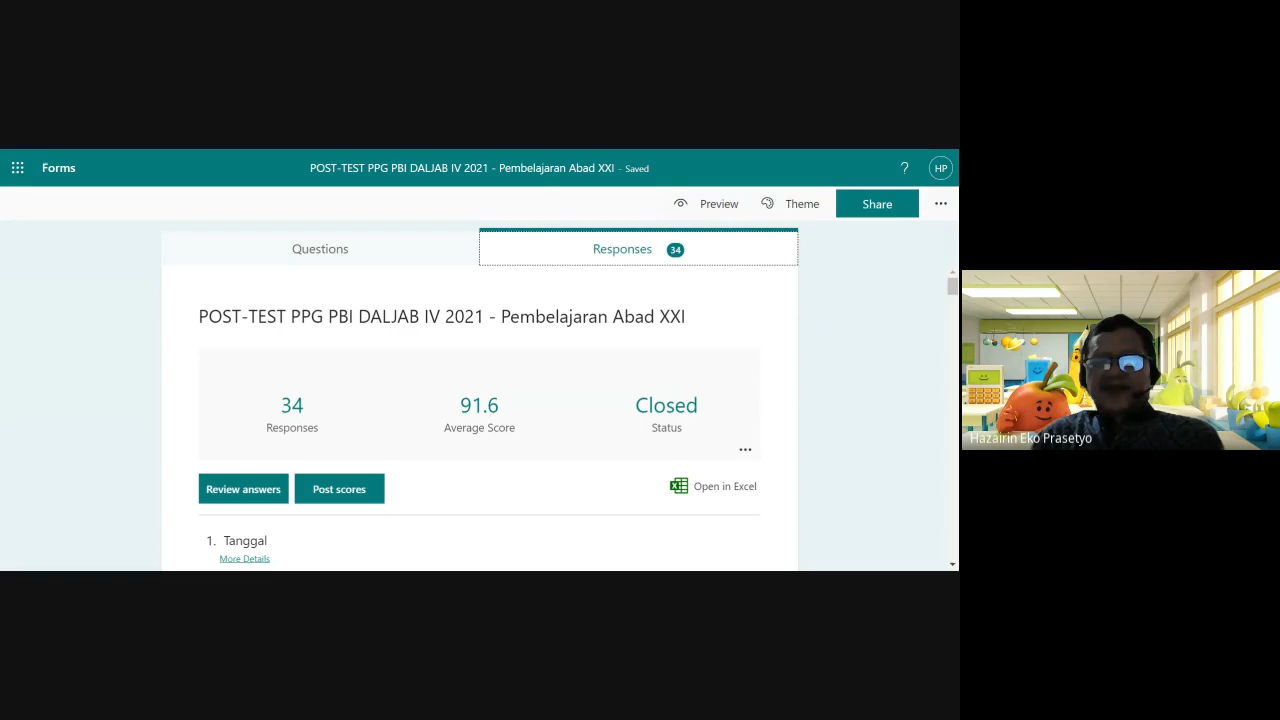 Forms
POST-TEST PPG PBI DALJAB IV 2021 - Pembelajaran Abad XXI - Saved
?
HP
Preview
Theme
Share
Questions
Responses 34
POST-TEST PPG PBI DALJAB IV 2021 - Pembelajaran Abad XXI
34
Responses
91.6
Average Score
Closed
Status
Review answers
Post scores
Open in Excel
1. Tanggal
More Details
Hazairin Eko Prasetyo